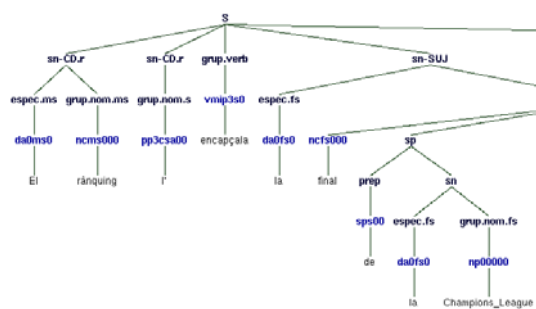 S
sn-CD.r sn-CD.r grup.verb sn-SUJ
espec.ms grup.nom.ms grup.nom.s vmip3s0 espec.fs
da0ms0 ncms000 pp3csa00 encapçala da0fs0 ncfs000 sp
El rànquing l' la final prep sn
sps00 espec.fs grup.nom.fs
de da0fs0 np00000
la Champions_League